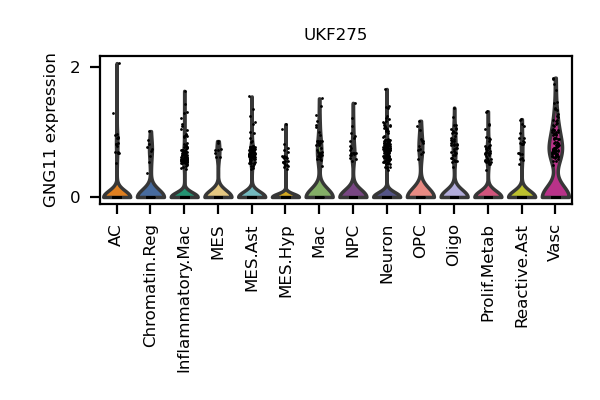 UKF275
GNG11 expression
2
0
AC
Chromatin.Reg
Inflammatory.Mac
MES
MES.Ast
MES.Hyp
Mac
NPC
Neuron
OPC
Oligo
Prolif.Metab
Reactive.Ast
Vasc